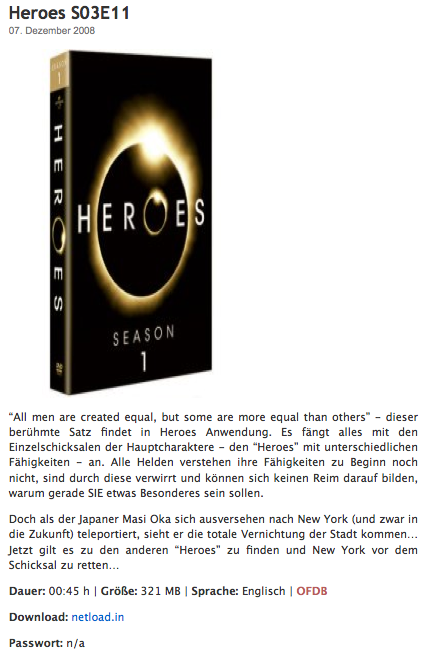 Heroes S03E11
07. Dezember 2008
SEASON
1
HEROES
HEROES
SEASON
1
“All men are created equal, but some are more equal than others” – dieser
berühmte Satz findet in Heroes Anwendung. Es fängt alles mit den
Einzelschicksalen der Hauptcharaktere – den “Heroes” mit unterschiedlichen
Fähigkeiten – an. Alle Helden verstehen ihre Fähigkeiten zu Beginn noch
nicht, sind durch diese verwirrt und können sich keinen Reim darauf bilden,
warum gerade SIE etwas Besonderes sein sollen.
Doch als der Japaner Masi Oka sich ausversehen nach New York (und zwar in
die Zukunft) teleportiert, sieht er die totale Vernichtung der Stadt kommen…
Jetzt gilt es zu den anderen “Heroes” zu finden und New York vor dem
Schicksal zu retten…
Dauer: 00:45 h | Größe: 321 MB | Sprache: Englisch | OFDB
Download: netload.in
Passwort: n/a